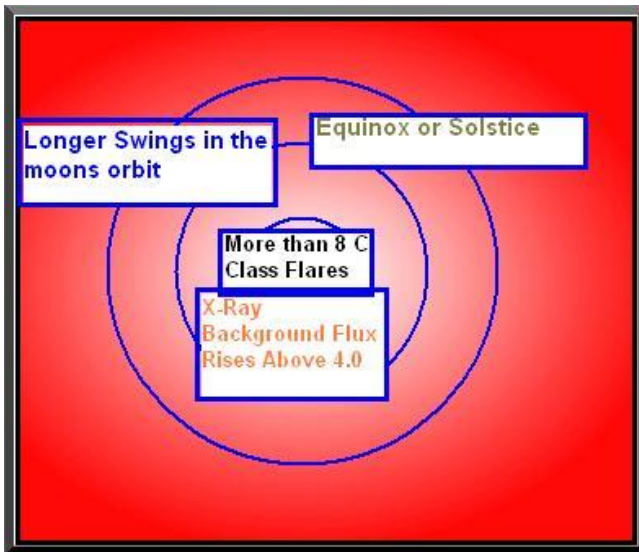 Longer Swings in the
moons orbit
Equinox or Solstice
More than 8 C
Class Flares
X-Ray
Background Flux
Rises Above 4.0